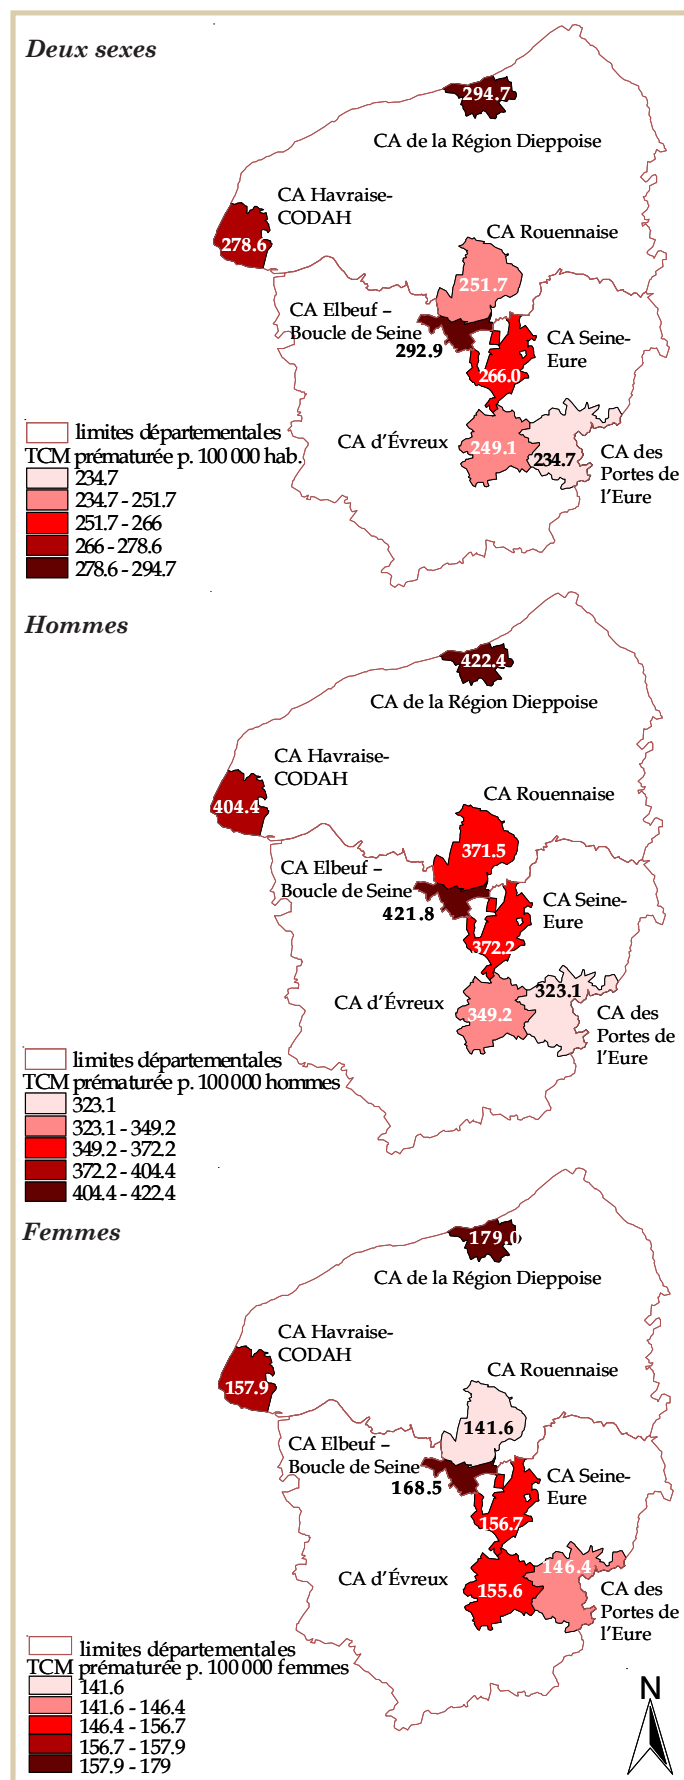 Deux sexes
294.7
CA de la Région Dieppoise
CA Havraise-
CODAH
278.6
CA Rouennaise
251.7
CA Elbeuf –
Boucle de Seine
292.9
CA Seine-
Eure
266.0
CA d'Évreux
249.1
234.7
CA des
Portes de
l'Eure
limites départementales
TCM prématurée p. 100 000 hab.
234.7
234.7 - 251.7
251.7 - 266
266 - 278.6
278.6 - 294.7
Hommes
422.4
CA de la Région Dieppoise
CA Havraise-
CODAH
404.4
CA Rouennaise
371.5
CA Elbeuf –
Boucle de Seine
421.8
CA Seine-
Eure
372.2
CA d'Évreux
349.2
323.1
CA des
Portes de
l'Eure
limites départementales
TCM prématurée p. 100 000 hommes
323.1
323.1 - 349.2
349.2 - 372.2
372.2 - 404.4
404.4 - 422.4
Femmes
179.0
CA de la Région Dieppoise
CA Havraise-
CODAH
157.9
CA Rouennaise
141.6
CA Elbeuf –
Boucle de Seine
168.5
CA Seine-
Eure
156.7
CA d'Évreux
155.6
146.4
CA des
Portes de
l'Eure
limites départementales
TCM prématurée p. 100 000 femmes
141.6
141.6 - 146.4
146.4 - 156.7
156.7 - 157.9
157.9 - 179
N